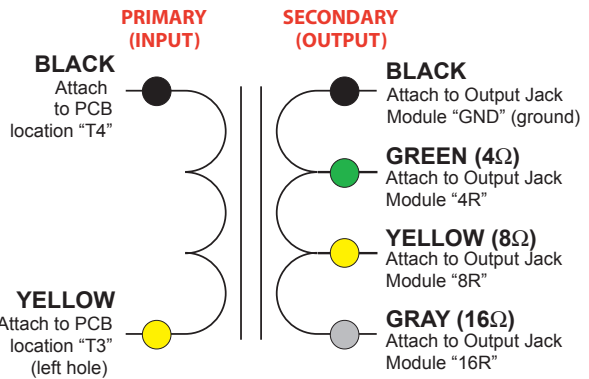 PRIMARY
(INPUT)
SECONDARY
(OUTPUT)
BLACK
Attach
to PCB
location “T4”
YELLOW
Attach to PCB
location “T3”
(left hole)
BLACK
Attach to Output Jack
Module “GND” (ground)
GREEN (4Ω)
Attach to Output Jack
Module “4R”
YELLOW (8Ω)
Attach to Output Jack
Module “8R”
GRAY (16Ω)
Attach to Output Jack
Module “16R”